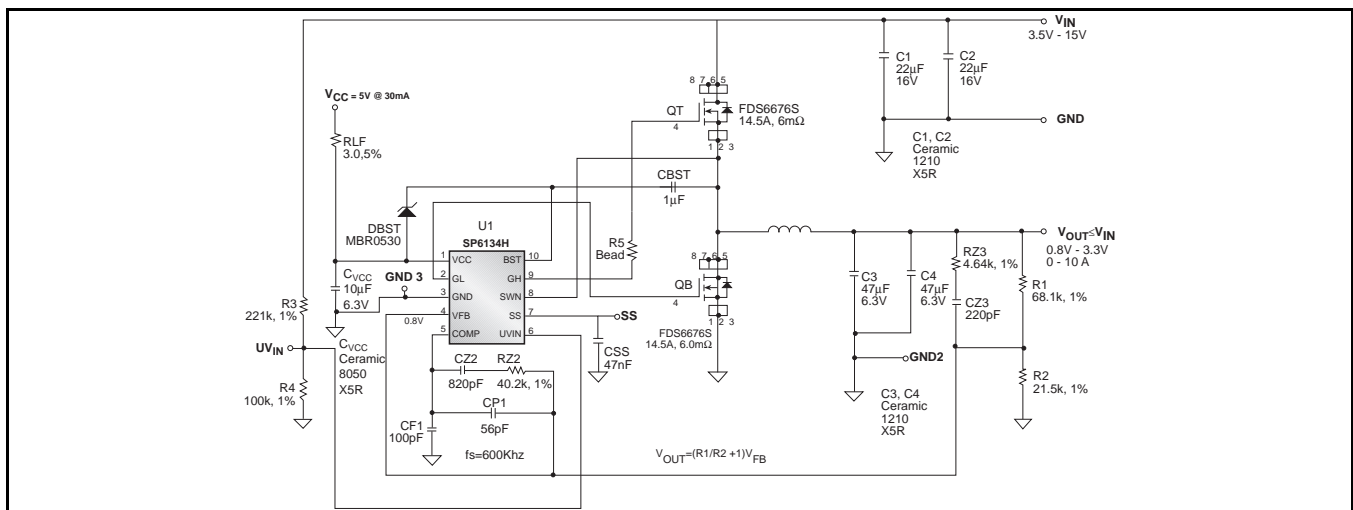 VIN
3.5V - 15V
C1
22μF
16V
C2
22μF
16V
GND
C1, C2
Ceramic
1210
X5R
VCC = 5V @ 30mA
RLF
3.0,5%
8 7 6 5
QT
4
FDS6676S
14.5A, 6mΩ
1 2 3
CBST
1μF
DBST
MBR0530
U1
SP6134H
1 VCC
2 GL
3 GND
4 VFB
5 COMP
BST 10
GH 9
SWN 8
SS 7
UVIN 6
R5
Bead
8 7 6 5
QB
4
1 2 3
FDS6676S
14.5A, 6.0mΩ
VOUT≤VIN
0.8V - 3.3V
0 - 10 A
RZ3
4.64k, 1%
CZ3
220pF
R1
68.1k, 1%
R2
21.5k, 1%
C3
47μF
6.3V
C4
47μF
6.3V
GND2
C3, C4
Ceramic
1210
X5R
CVCC
10μF
6.3V
GND 3
0.8V
R3
221k, 1%
UVIN
R4
100k, 1%
CVCC
Ceramic
8050
X5R
SS
CSS
47nF
CZ2
820pF
RZ2
40.2k, 1%
CP1
56pF
CF1
100pF
fs=600Khz
VOUT=(R1/R2 +1)VFB